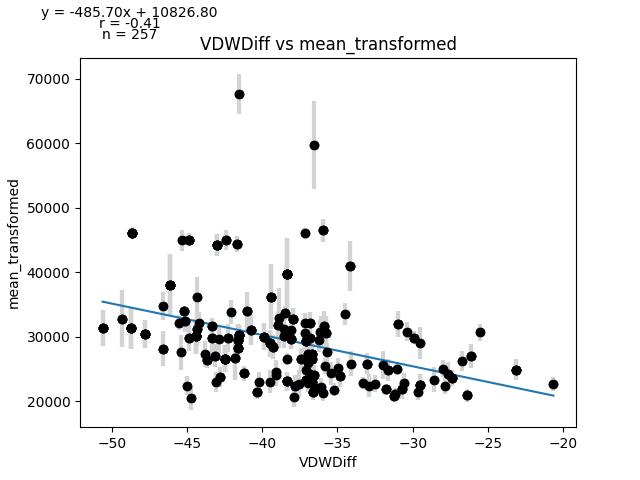 y = -485.70x + 10826.80
r = -0.41
n = 257
VDWDiff vs mean_transformed
70000
60000
50000
40000
30000
20000
mean_transformed
−50 −45 −40 −35 −30 −25 −20
VDWDiff